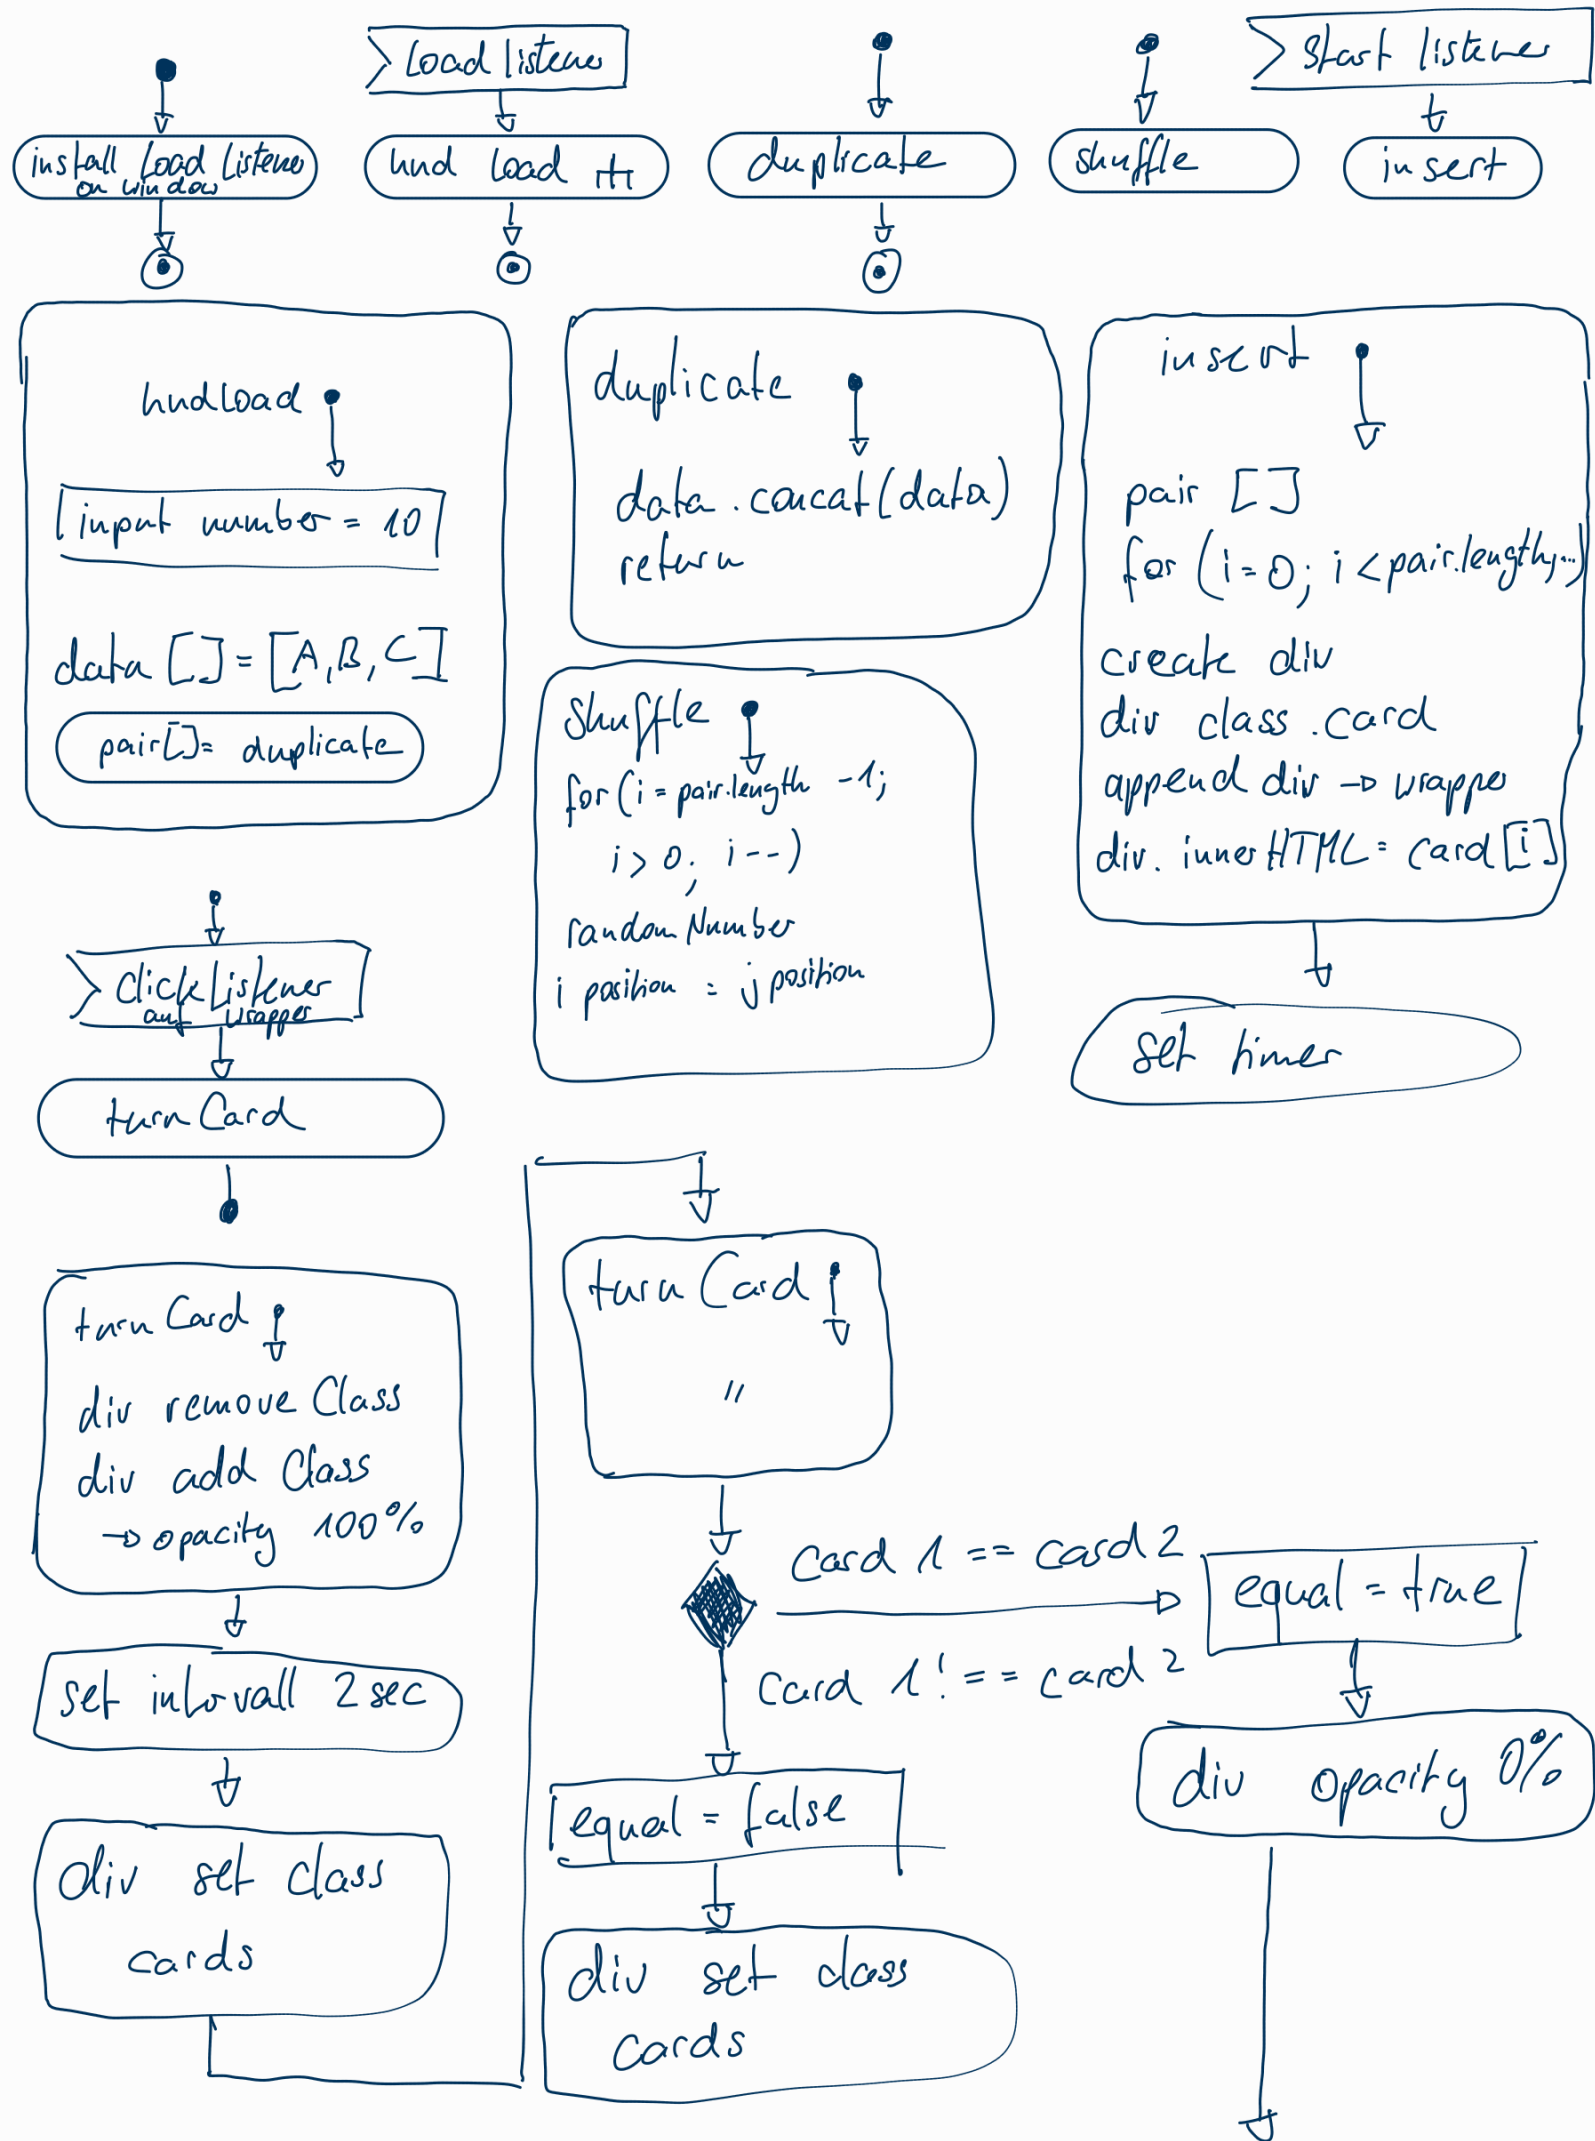 Load listener
Start listener
install Load Listener
on window
hnd Load
duplicate
shuffle
insert
hndLoad
input number = 10
data [] = [A, B, C]
pair[]= duplicate
duplicate
data . concat (data)
return
insert
pair []
for (i = 0; i < pair.length, ...)
create div
div class .card
append div → wrapper
div. innerHTML = card [i]
shuffle
for (i = pair.length -1;
i > 0; i --)
random Number
i position = j position
set timer
Click Listener
auf wrapper
turn Card
turn Card
div remove Class
div add Class
→ opacity 100%
set intervall 2 sec
div set class
cards
turn Card
"
Card 1 == card 2
equal = true
Card 1 ! == card 2
div opacity 0%
equal = false
div set class
cards